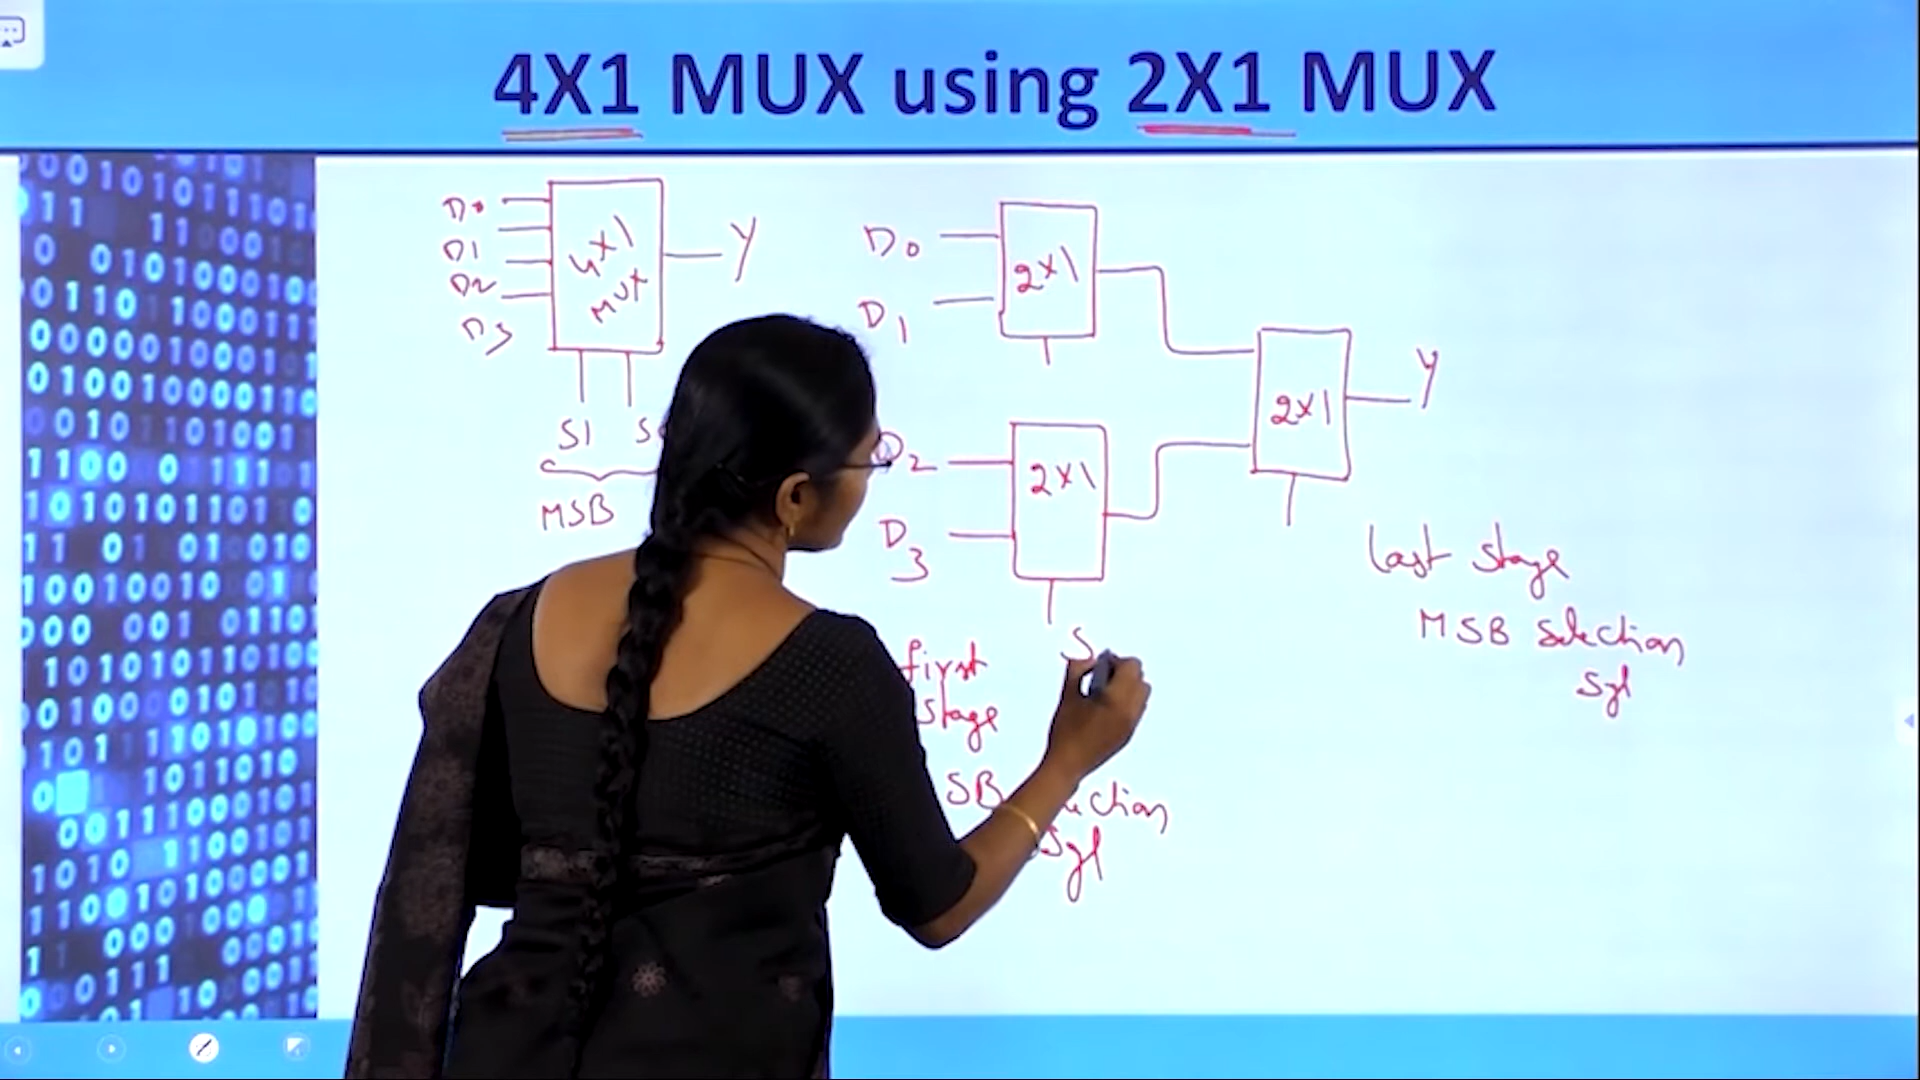 4X1 MUX using 2X1 MUX
D0
D1
D2
D3
4X1
MUX
Y
S1
MSB
D0
D1
2X1
D2
D3
2X1
S
2X1
Y
first
stage
SB
Sgl
last stage
MSB Selection
Sgl